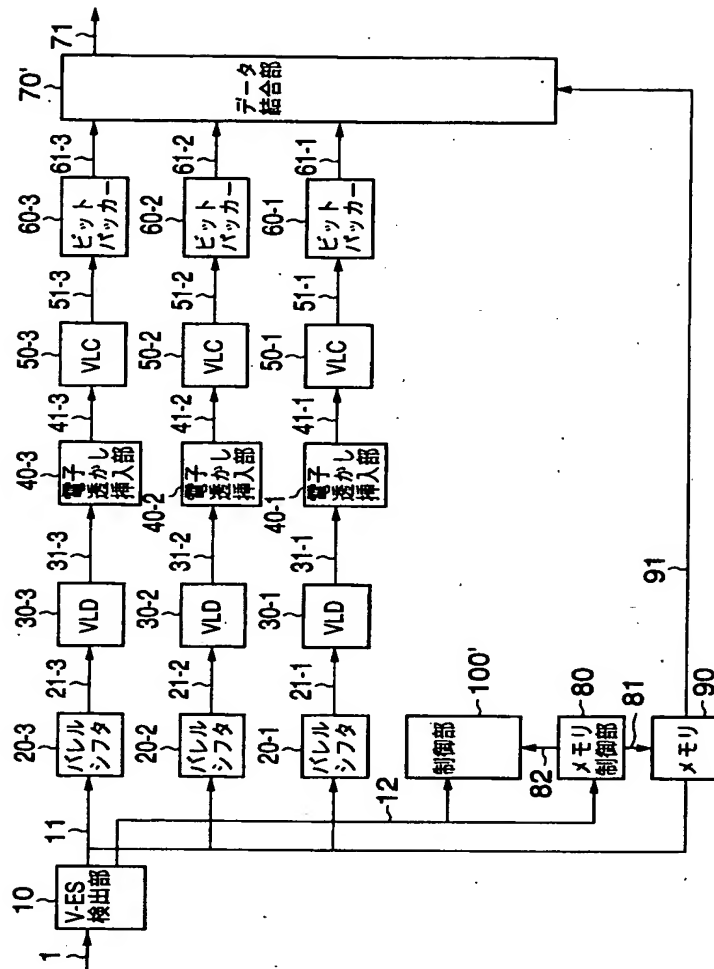 1
10
V-ES
検出部
11
12
20-3
バレル
シフタ
21-3
30-3
VLD
31-3
40-3
電子
透かし
挿入部
41-3
50-3
VLC
51-3
60-3
ビット
パッカー
61-3
20-2
バレル
シフタ
21-2
30-2
VLD
31-2
40-2
電子
透かし
挿入部
41-2
50-2
VLC
51-2
60-2
ビット
パッカー
61-2
20-1
バレル
シフタ
21-1
30-1
VLD
31-1
40-1
電子
透かし
挿入部
41-1
50-1
VLC
51-1
60-1
ビット
パッカー
61-1
70'
データ
結合部
71
100'
制御部
82
80
メモリ
制御部
81
90
メモリ
91